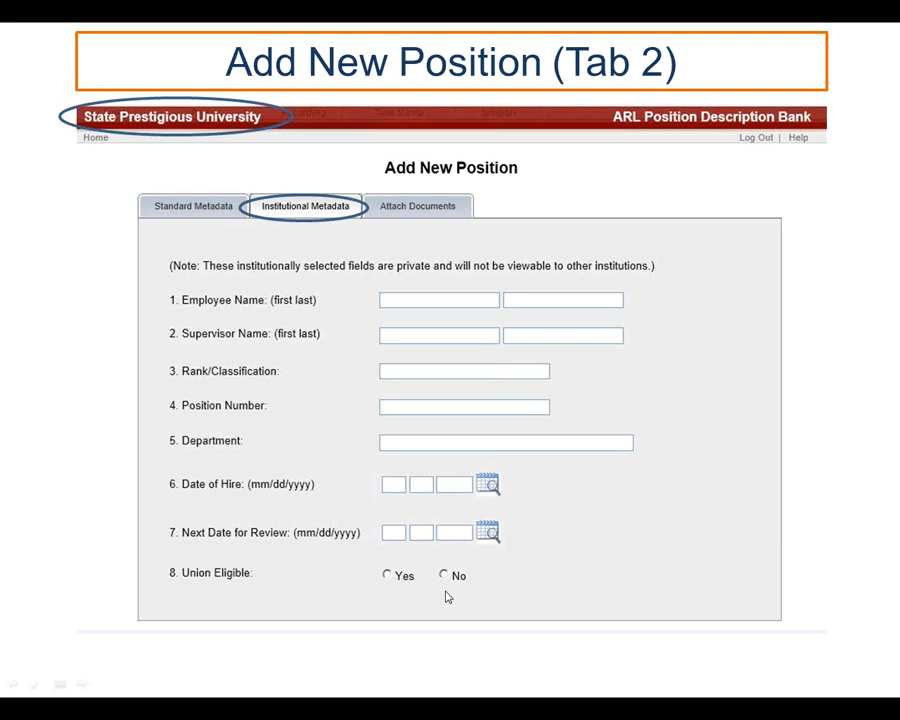 Add New Position (Tab 2)
State Prestigious University
ARL Position Description Bank
Home
Log Out | Help
Add New Position
Standard Metadata
Institutional Metadata
Attach Documents
(Note: These institutionally selected fields are private and will not be viewable to other institutions.)
1. Employee Name: (first last)
2. Supervisor Name: (first last)
3. Rank/Classification:
4. Position Number:
5. Department:
6. Date of Hire: (mm/dd/yyyy)
7. Next Date for Review: (mm/dd/yyyy)
8. Union Eligible:
Yes
No